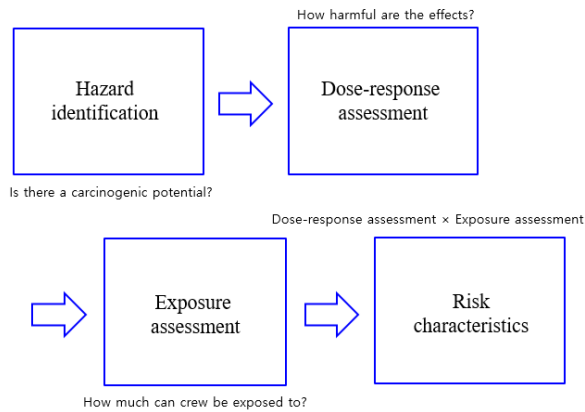 How harmful are the effects?
Hazard
identification
Dose-response
assessment
Is there a carcinogenic potential?
Dose-response assessment × Exposure assessment
Exposure
assessment
Risk
characteristics
How much can crew be exposed to?